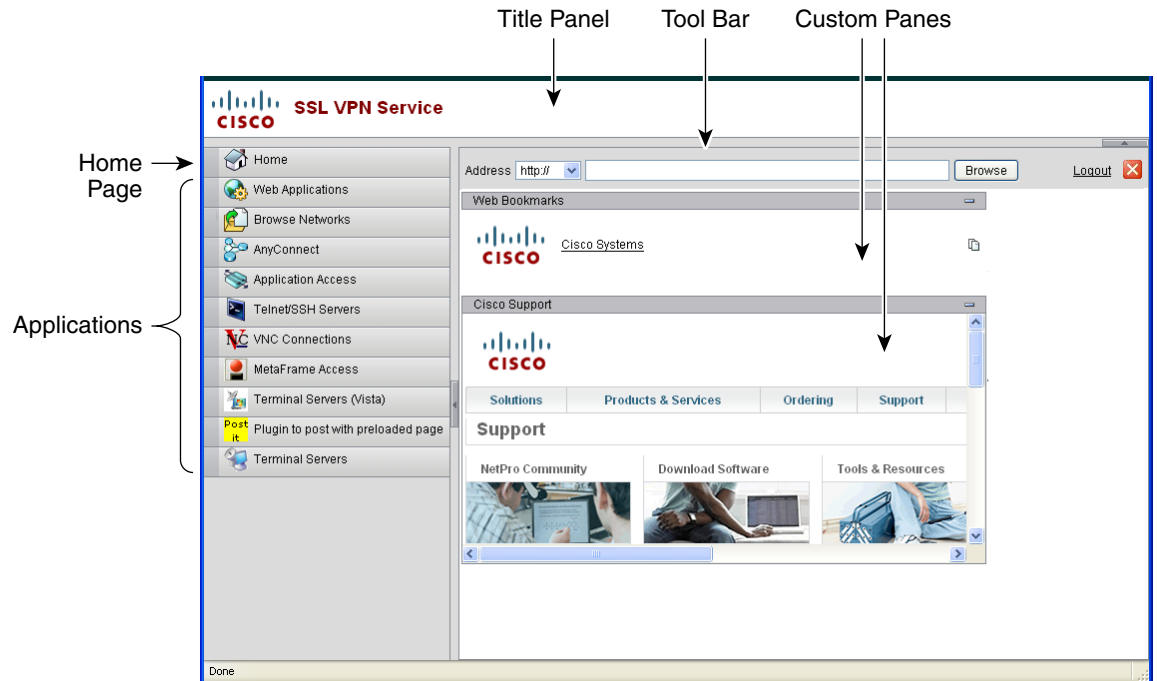 Title Panel
Tool Bar
Custom Panes
CISCO
SSL VPN Service
Home
Page
Applications
Home
Web Applications
Browse Networks
AnyConnect
Application Access
Telnet/SSH Servers
VNC Connections
MetaFrame Access
Terminal Servers (Vista)
Post it
Plugin to post with preloaded page
Terminal Servers
Address http:// Browse Logout
Web Bookmarks
CISCO
Cisco Systems
Cisco Support
CISCO
Solutions Products & Services Ordering Support
Support
NetPro Community Download Software Tools & Resources
Done